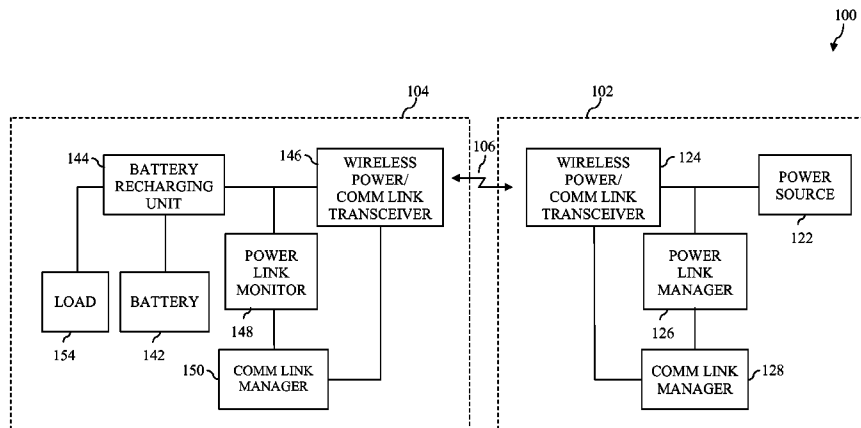 100
104
102
144
BATTERY
RECHARGING
UNIT
146
WIRELESS
POWER/
COMM LINK
TRANSCEIVER
106
WIRELESS
POWER/
COMM LINK
TRANSCEIVER
124
POWER
SOURCE
122
LOAD
154
BATTERY
142
POWER
LINK
MONITOR
148
POWER
LINK
MANAGER
126
150
COMM LINK
MANAGER
COMM LINK
MANAGER
128